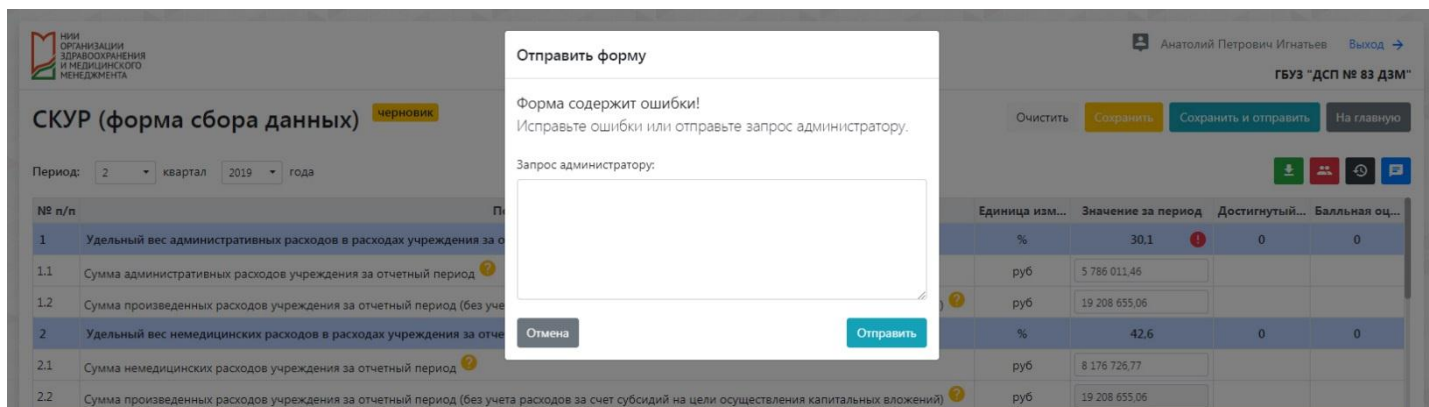 НИИ
ОРГАНИЗАЦИИ
ЗДРАВООХРАНЕНИЯ
И МЕДИЦИНСКОГО
МЕНЕДЖМЕНТА
Анатолий Петрович Игнатьев Выход →
ГБУЗ "ДСП № 83 ДЗМ"
СКУР (форма сбора данных) черновик
Очистить Сохранить Сохранить и отправить На главную
Период: 2 квартал 2019 года
Отправить форму
Форма содержит ошибки!
Исправьте ошибки или отправьте запрос администратору.
Запрос администратору:
Отмена Отправить
№ п/п По Единица изм... Значение за период Достигнутый... Балльная оц...
1 Удельный вес административных расходов в расходах учреждения за о % 30,1 ! 0 0
1.1 Сумма административных расходов учреждения за отчетный период ? руб 5 786 011,46
1.2 Сумма произведенных расходов учреждения за отчетный период (без уче ) ? руб 19 208 655,06
2 Удельный вес немедицинских расходов в расходах учреждения за отче % 42,6 0 0
2.1 Сумма немедицинских расходов учреждения за отчетный период ? руб 8 176 726,77
2.2 Сумма произведенных расходов учреждения за отчетный период (без учета расходов за счет субсидий на цели осуществления капитальных вложений) ? руб 19 208 655,06